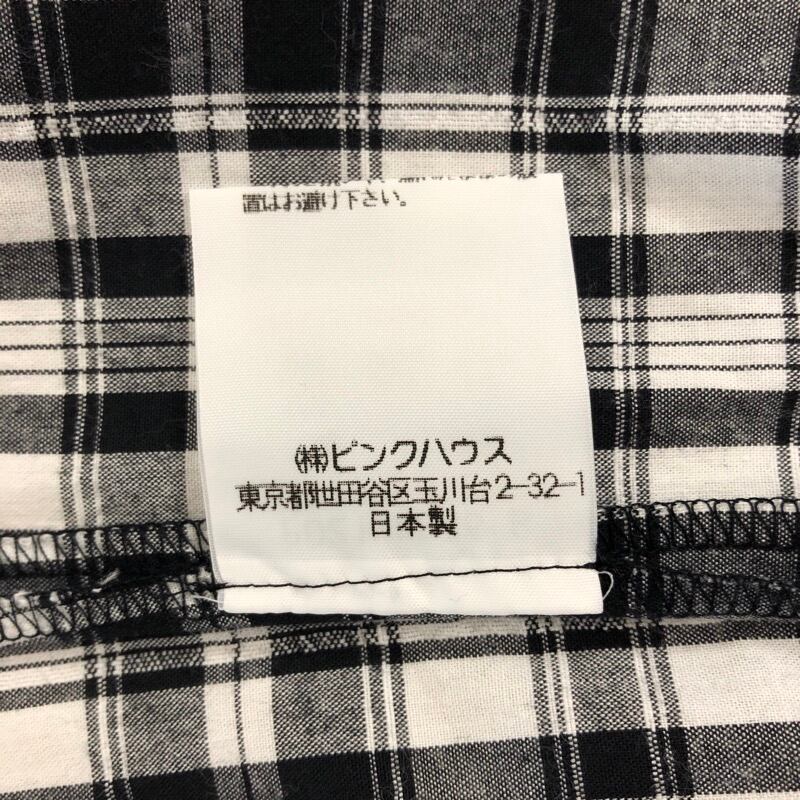 置はお避け下さい。
㈱ピンクハウス
東京都世田谷区玉川台2-32-1
日本製